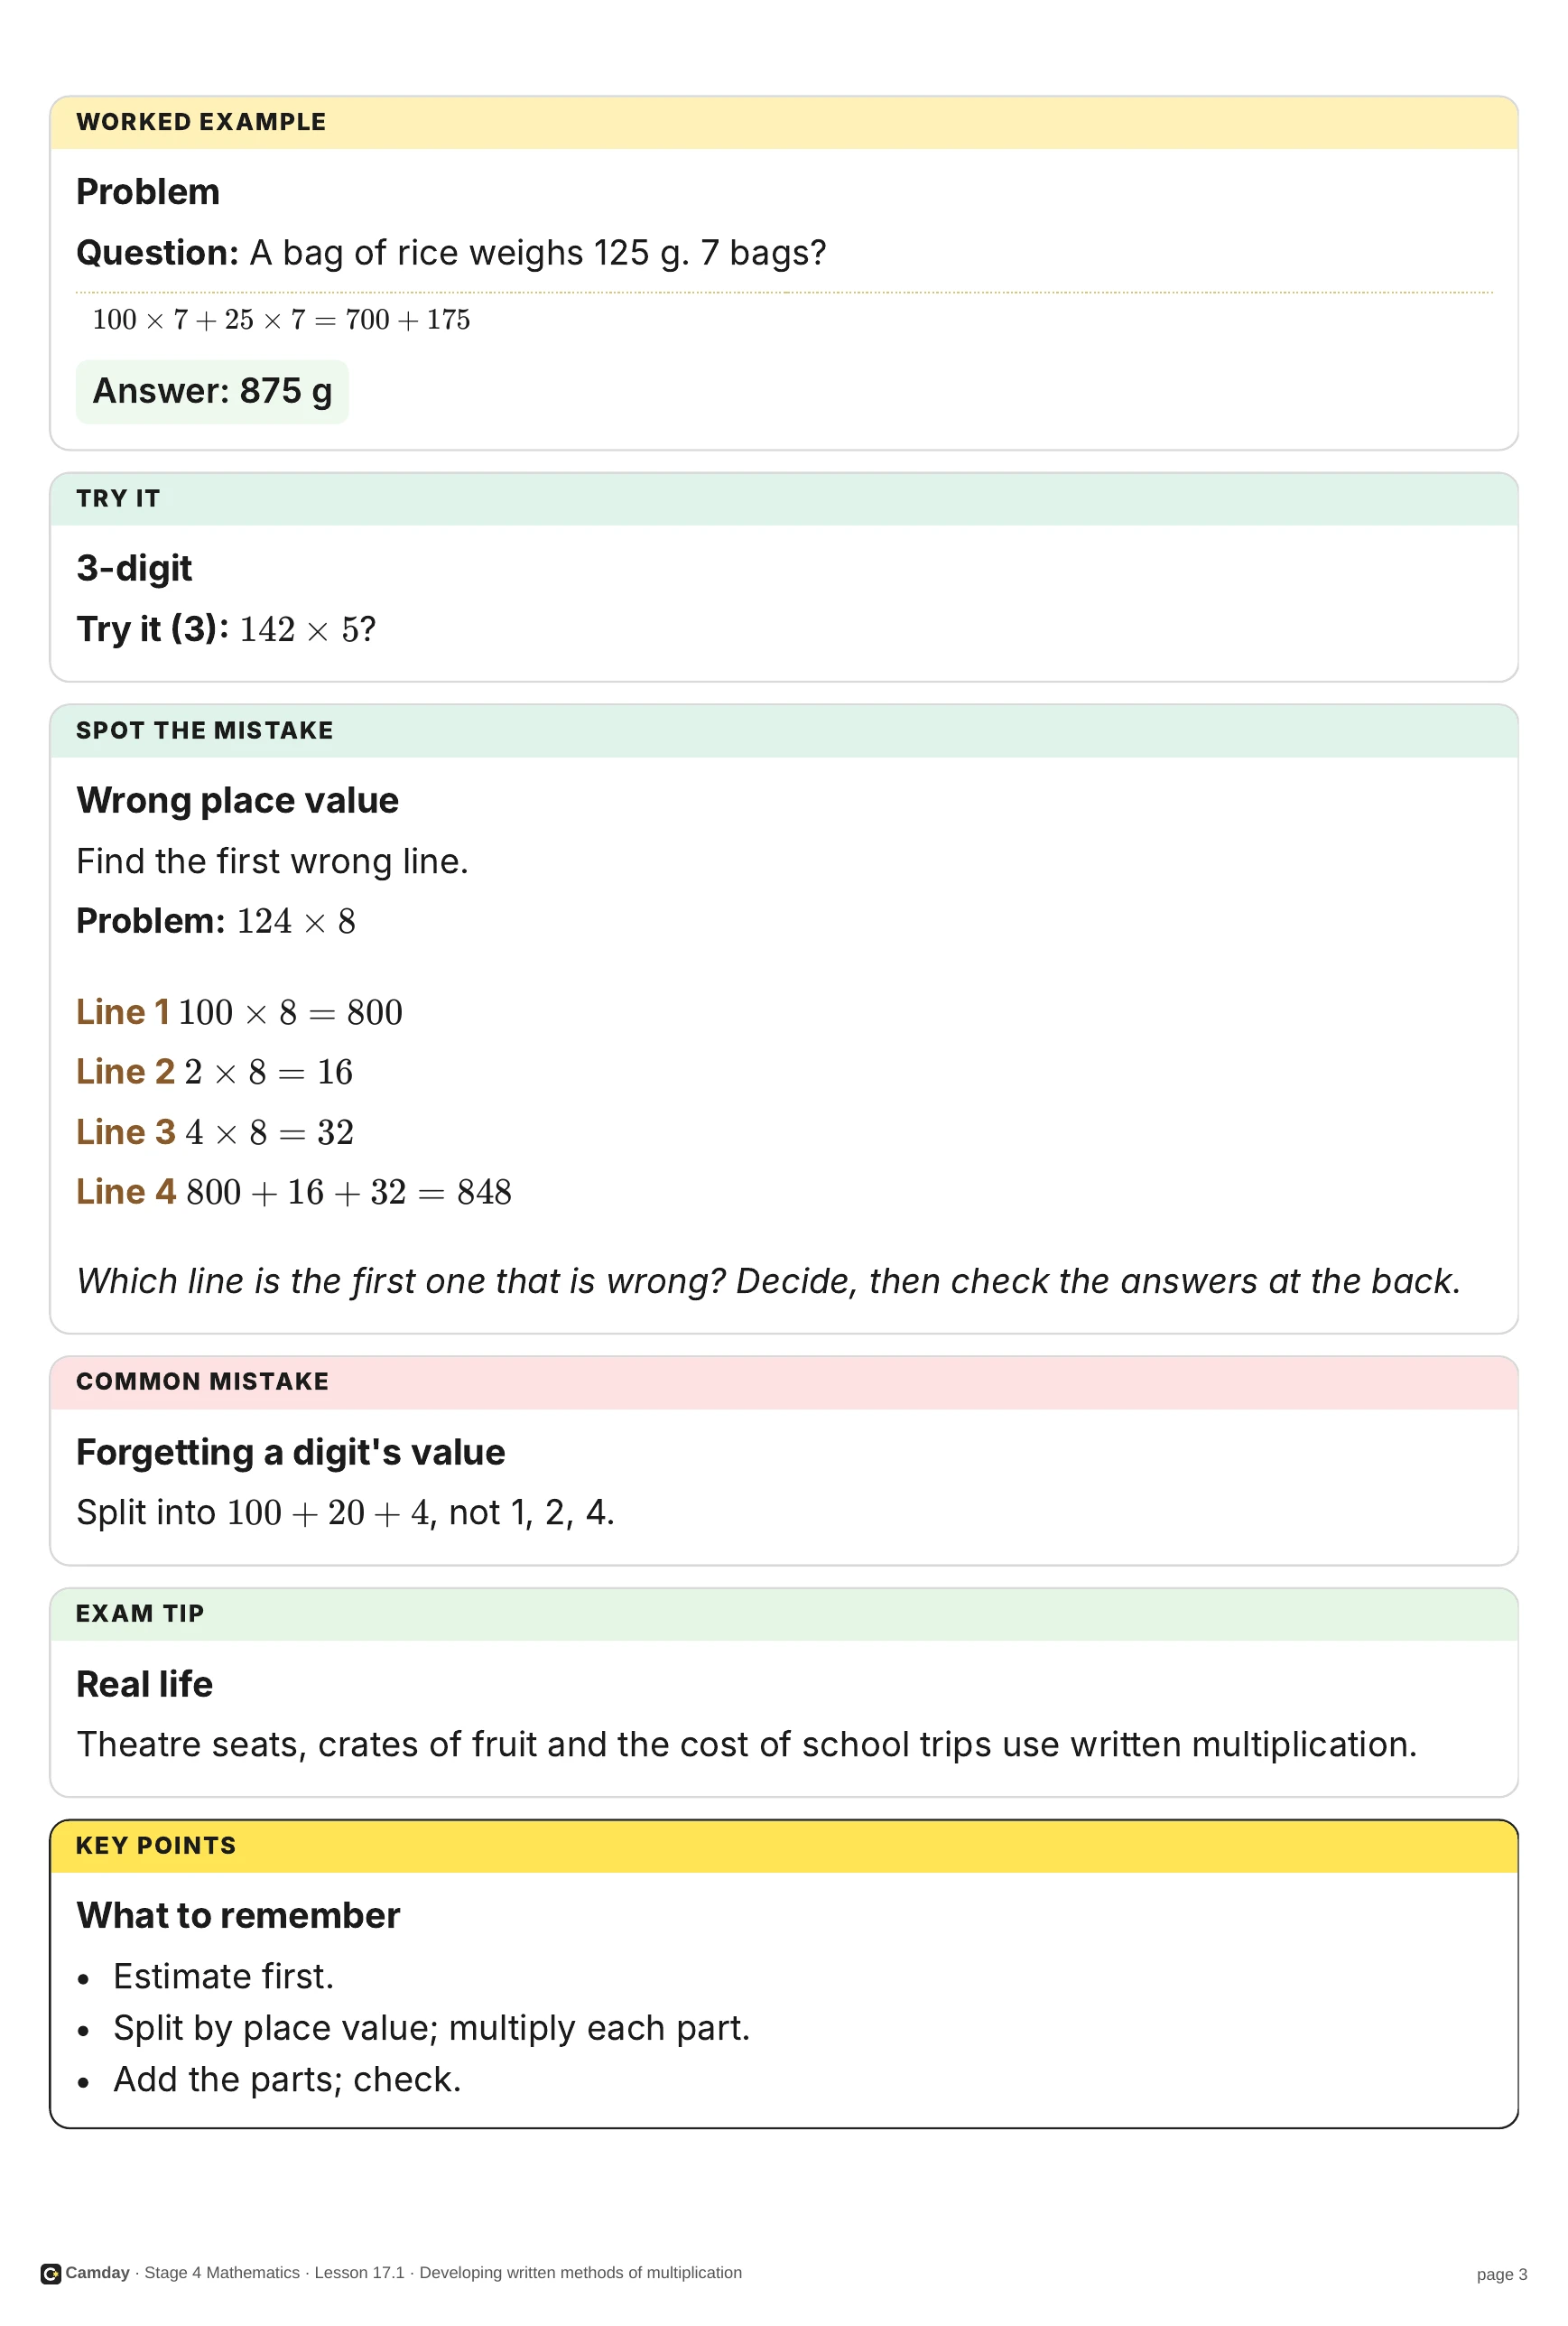 WORKED EXAMPLE
Problem
Question: A bag of rice weighs 125 g. 7 bags?
100 × 7 + 25 × 7 = 700 + 175
Answer: 875 g
TRY IT
3-digit
Try it (3): 142 × 5?
SPOT THE MISTAKE
Wrong place value
Find the first wrong line.
Problem: 124 × 8
Line 1 100 × 8 = 800
Line 2 2 × 8 = 16
Line 3 4 × 8 = 32
Line 4 800 + 16 + 32 = 848
Which line is the first one that is wrong? Decide, then check the answers at the back.
COMMON MISTAKE
Forgetting a digit's value
Split into 100 + 20 + 4, not 1, 2, 4.
EXAM TIP
Real life
Theatre seats, crates of fruit and the cost of school trips use written multiplication.
KEY POINTS
What to remember
• Estimate first.
• Split by place value; multiply each part.
• Add the parts; check.
Camday · Stage 4 Mathematics · Lesson 17.1 · Developing written methods of multiplication
page 3